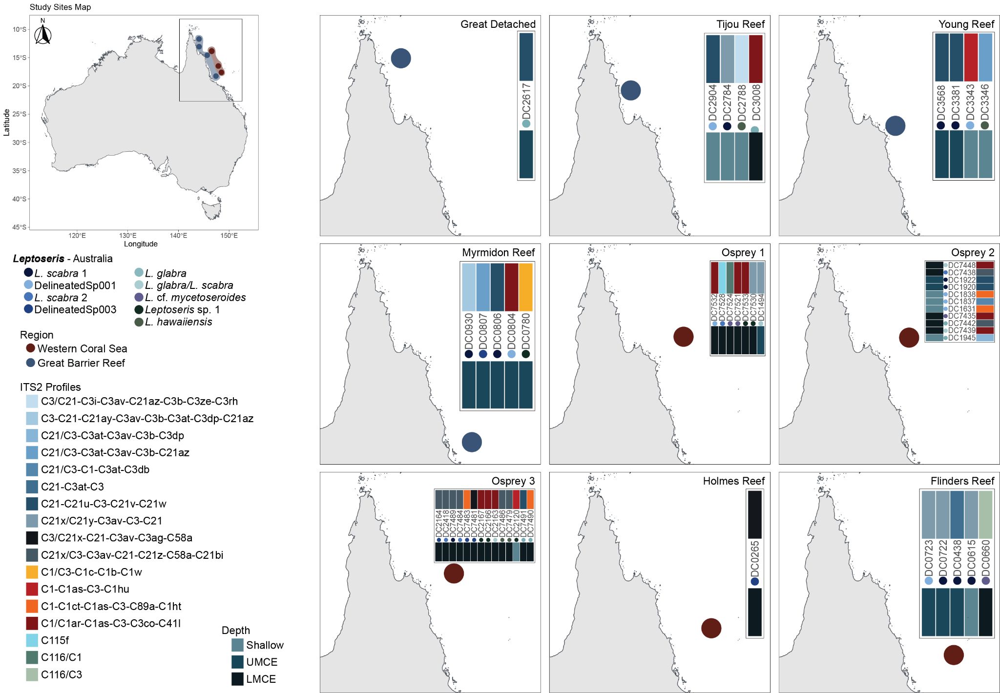 Study Sites Map
N
10°S
15°S
20°S
25°S
30°S
35°S
40°S
45°S
Latitude
120°E 130°E 140°E 150°E
Longitude
Leptoseris - Australia
L. scabra 1
DelineatedSp001
L. scabra 2
DelineatedSp003
L. glabra
L. glabra/L. scabra
L. cf. mycetoseroides
Leptoseris sp. 1
L. hawaiiensis
Region
Western Coral Sea
Great Barrier Reef
ITS2 Profiles
C3/C21-C3i-C3av-C21az-C3b-C3ze-C3rh
C3-C21-C21ay-C3av-C3b-C3at-C3dp-C21az
C21/C3-C3at-C3av-C3b-C3dp
C21/C3-C3at-C3av-C3b-C21az
C21/C3-C1-C3at-C3db
C21-C3at-C3
C21-C21u-C3-C21v-C21w
C21x/C21y-C3av-C3-C21
C3/C21x-C21-C3av-C3ag-C58a
C21x/C3-C3av-C21-C21z-C58a-C21bi
C1/C3-C1c-C1b-C1w
C1-C1as-C3-C1hu
C1-C1ct-C1as-C3-C89a-C1ht
C1/C1ar-C1as-C3-C3co-C41l
C115f
C116/C1
C116/C3
Depth
Shallow
UMCE
LMCE
Great Detached
DC2617
Tijou Reef
DC2904
DC2784
DC2788
DC3008
Young Reef
DC3568
DC3381
DC3343
DC3346
Myrmidon Reef
DC0930
DC0807
DC0806
DC0804
DC0780
Osprey 1
DC7532
DC7528
DC7524
DC7521
DC7533
DC7530
DC1494
Osprey 2
DC7448
DC7438
DC1922
DC1920
DC1838
DC1837
DC1631
DC7435
DC7442
DC7439
DC1945
Osprey 3
DC2164
DC2418
DC7489
DC7484
DC7483
DC7481
DC2167
DC2166
DC2163
DC7486
DC7479
DC2120
DC7491
DC7490
Holmes Reef
DC0265
Flinders Reef
DC0723
DC0722
DC0438
DC0615
DC0660